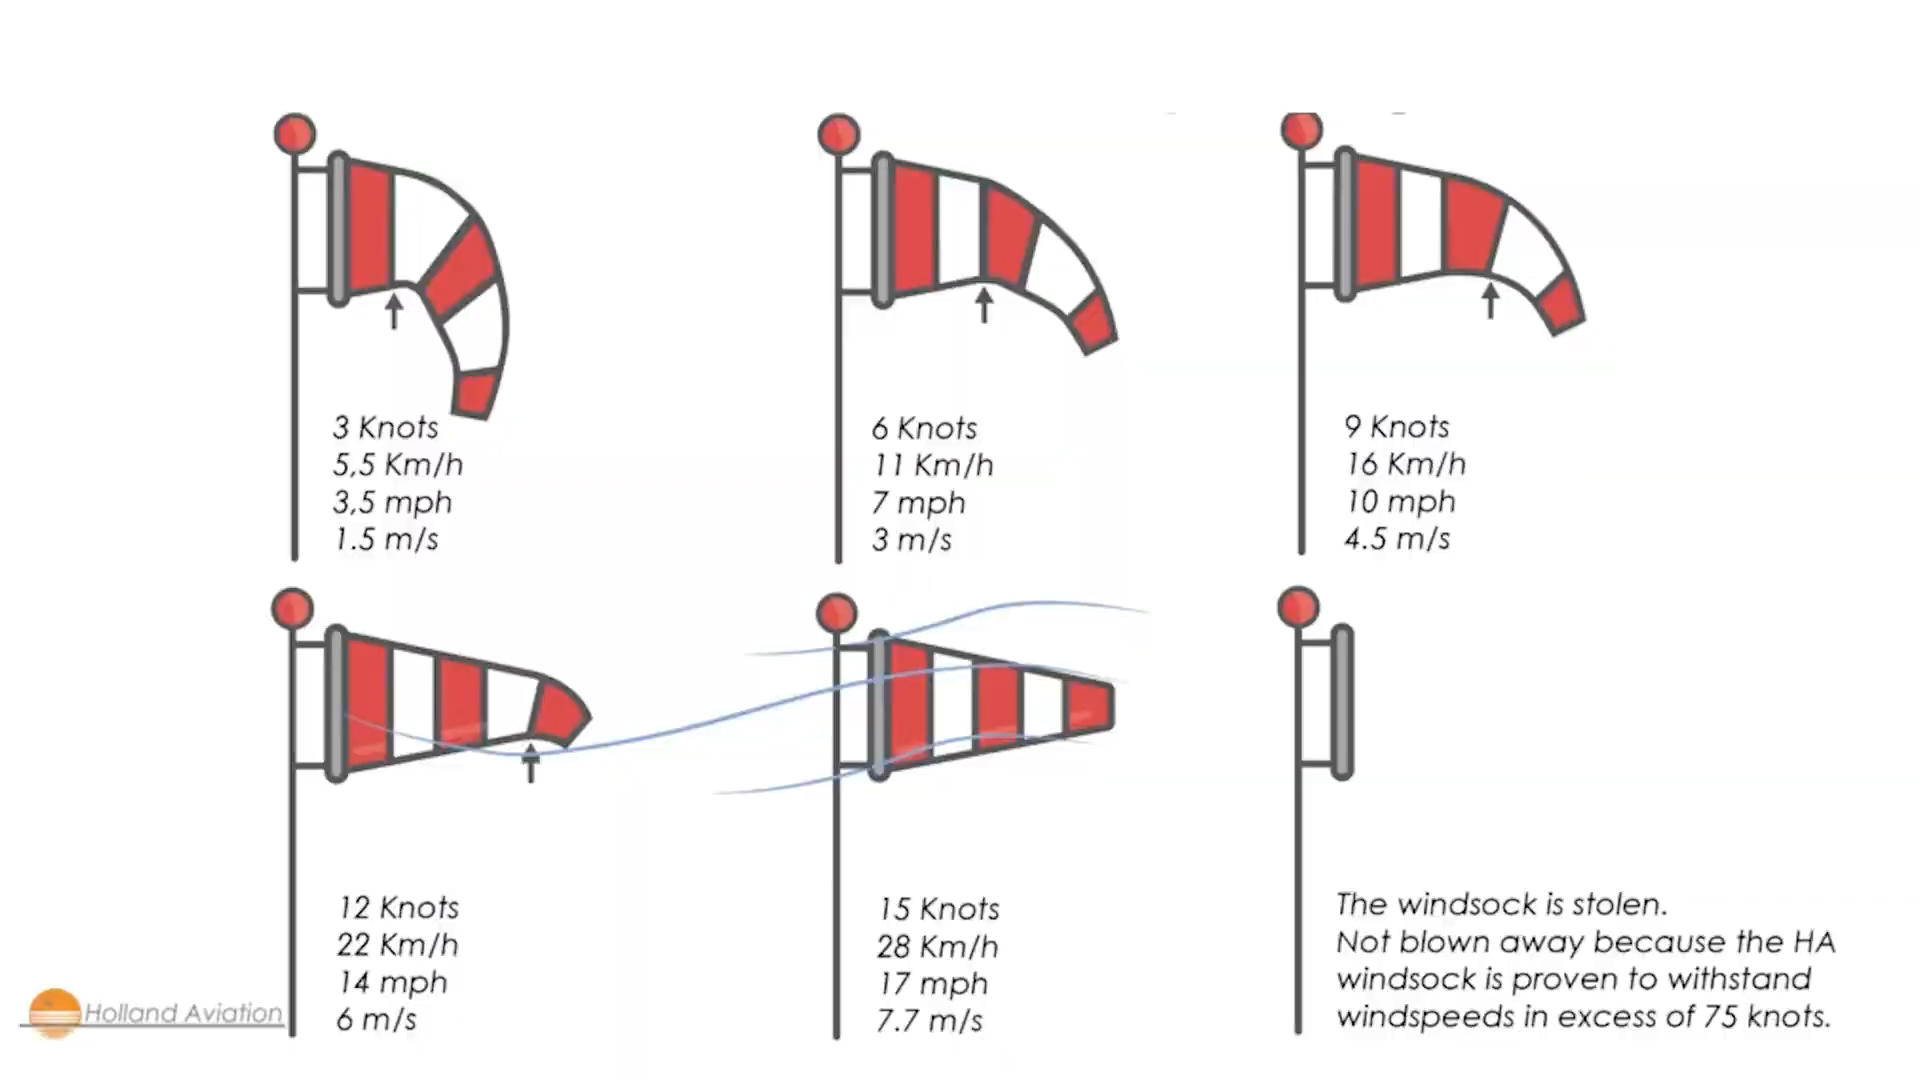 3 Knots
5,5 Km/h
3,5 mph
1.5 m/s
6 Knots
11 Km/h
7 mph
3 m/s
9 Knots
16 Km/h
10 mph
4.5 m/s
12 Knots
22 Km/h
14 mph
6 m/s
15 Knots
28 Km/h
17 mph
7.7 m/s
The windsock is stolen.
Not blown away because the HA
windsock is proven to withstand
windspeeds in excess of 75 knots.
Holland Aviation